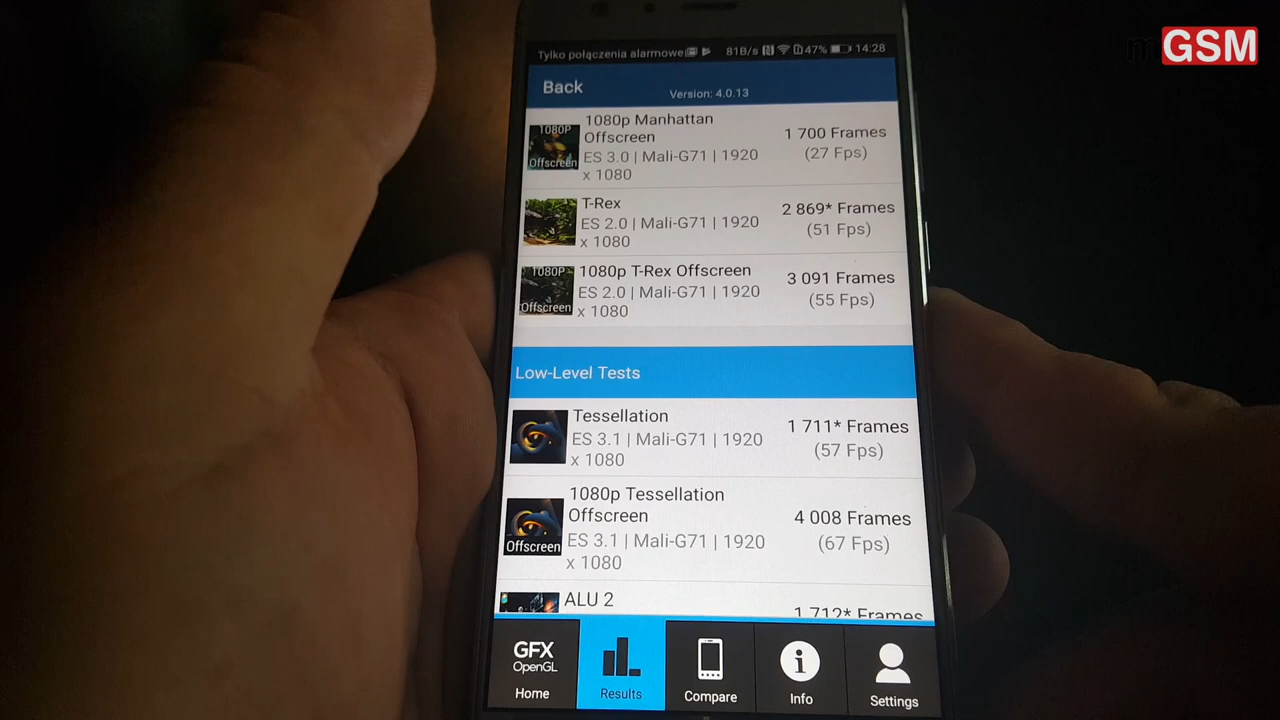 mGSM
Tylko połączenia alarmowe 81B/s 47% 14:28
Back
Version: 4.0.13
1080P
Offscreen
1080p Manhattan
Offscreen
ES 3.0 | Mali-G71 | 1920
x 1080
1 700 Frames
(27 Fps)
T-Rex
ES 2.0 | Mali-G71 | 1920
x 1080
2 869* Frames
(51 Fps)
1080P
Offscreen
1080p T-Rex Offscreen
ES 2.0 | Mali-G71 | 1920
x 1080
3 091 Frames
(55 Fps)
Low-Level Tests
Tessellation
ES 3.1 | Mali-G71 | 1920
x 1080
1 711* Frames
(57 Fps)
Offscreen
1080p Tessellation
Offscreen
ES 3.1 | Mali-G71 | 1920
x 1080
4 008 Frames
(67 Fps)
ALU 2
1 712* Frames
GFX
OpenGL
Home
Results
Compare
Info
Settings